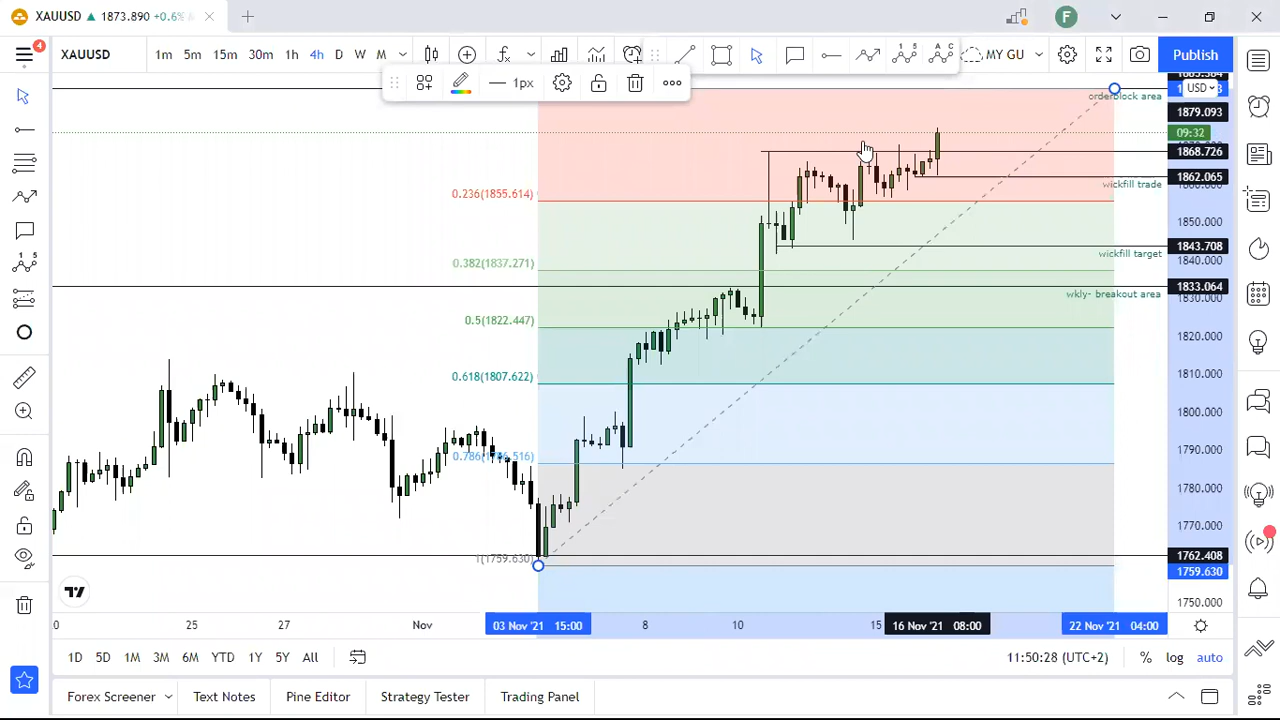 XAUUSD ▲ 1873.890 +0.6%
F
4
XAUUSD
1m 5m 15m 30m 1h 4h D W M
MY GU
Publish
1px
USD
orderblock area
1879.093
09:32
1868.726
1862.065
wickfill trade
0.236(1855.614)
1850.000
1843.708
wickfill target
1840.000
0.382(1837.271)
1833.064
wkly- breakout area
1830.000
0.5(1822.447)
1820.000
1810.000
0.618(1807.622)
1800.000
1790.000
1780.000
1770.000
1(1759.630)
1762.408
1759.630
1750.000
25 27 Nov 03 Nov '21 15:00 8 10 15 16 Nov '21 08:00 22 Nov '21 04:00
1D 5D 1M 3M 6M YTD 1Y 5Y All
11:50:28 (UTC+2) % log auto
Forex Screener Text Notes Pine Editor Strategy Tester Trading Panel